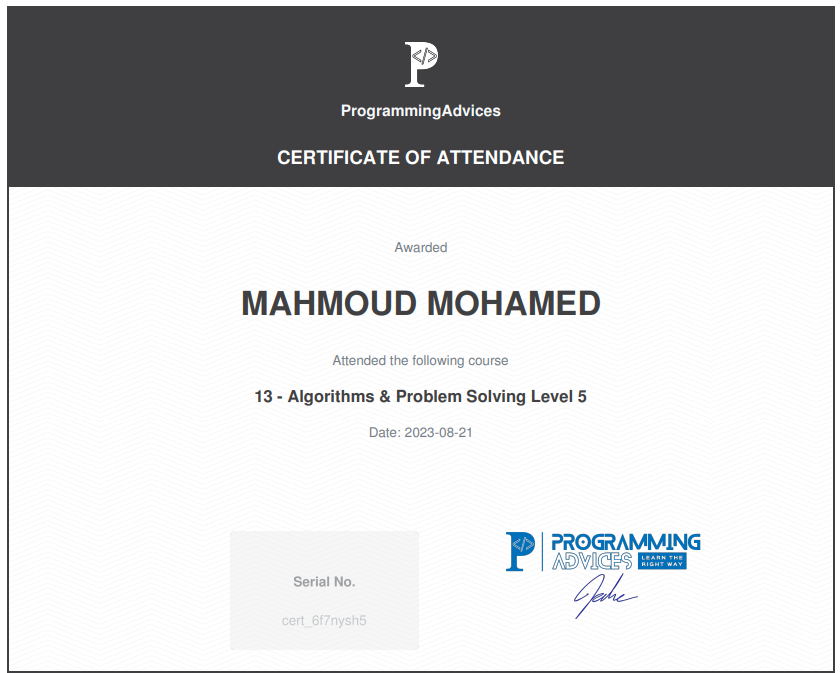 P
</>
ProgrammingAdvices
CERTIFICATE OF ATTENDANCE
Awarded
MAHMOUD MOHAMED
Attended the following course
13 - Algorithms & Problem Solving Level 5
Date: 2023-08-21
Serial No.
cert_6f7nysh5
P
</>
PROGRAMMING
ADVICES
LEARN THE
RIGHT WAY